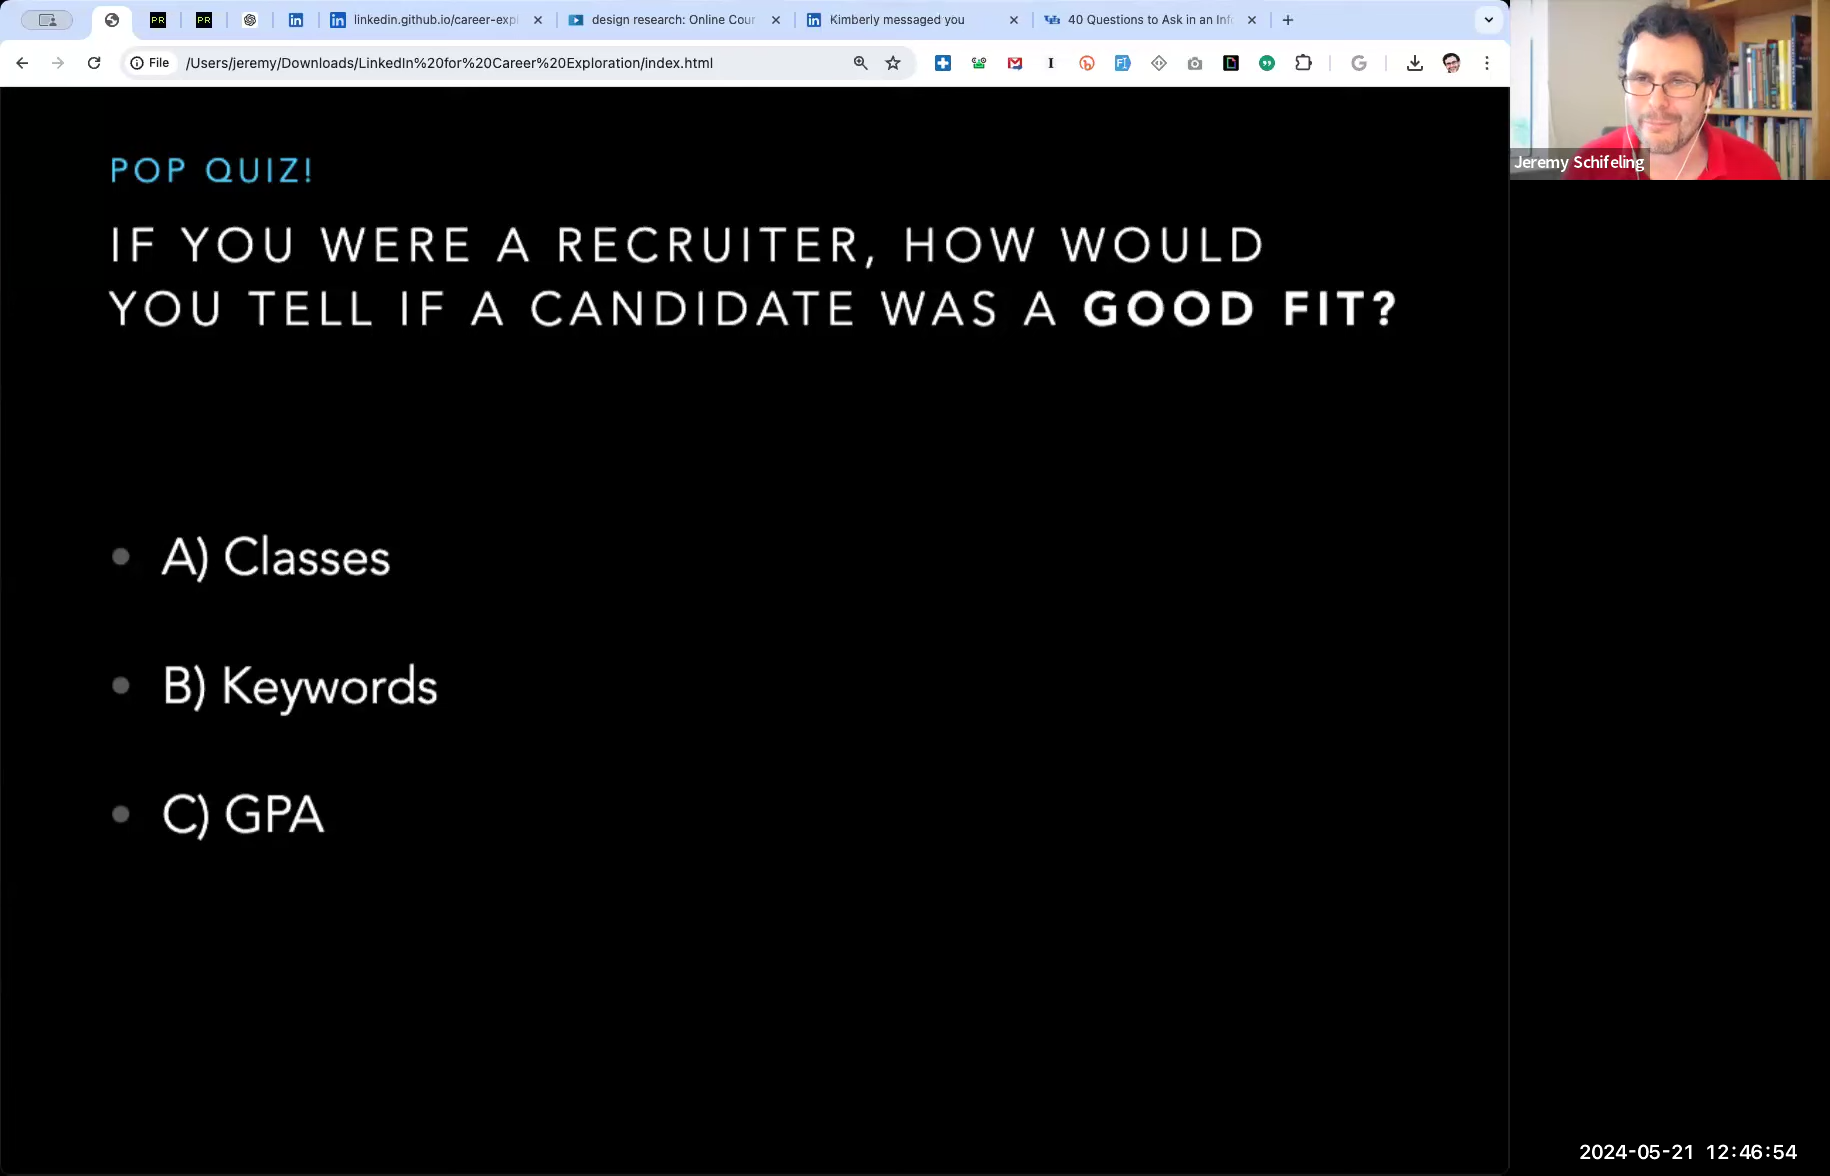 linkedin.github.io/career-exp
design research: Online Cour
Kimberly messaged you
40 Questions to Ask in an Inf
File
/Users/jeremy/Downloads/LinkedIn%20for%20Career%20Exploration/index.html
Jeremy Schifeling
POP QUIZ!
IF YOU WERE A RECRUITER, HOW WOULD
YOU TELL IF A CANDIDATE WAS A GOOD FIT?
A) Classes
B) Keywords
C) GPA
2024-05-21 12:46:54